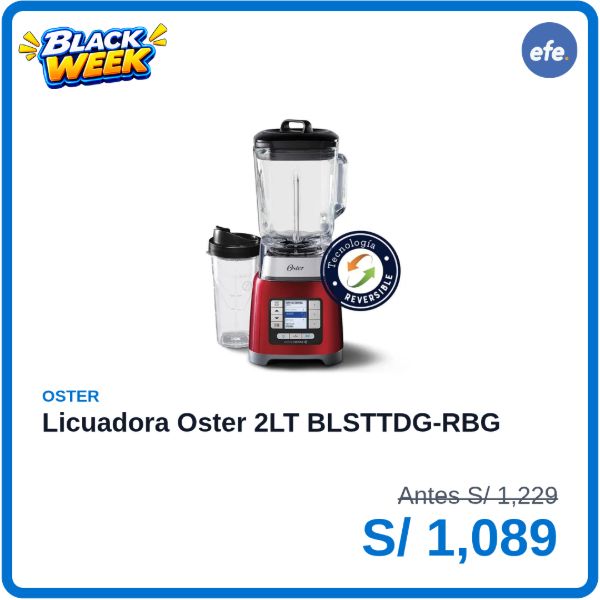 BLACK
WEEK
efe.
Tecnología
REVERSIBLE
Oster
OSTER
Licuadora Oster 2LT BLSTTDG-RBG
Antes S/ 1,229
S/ 1,089